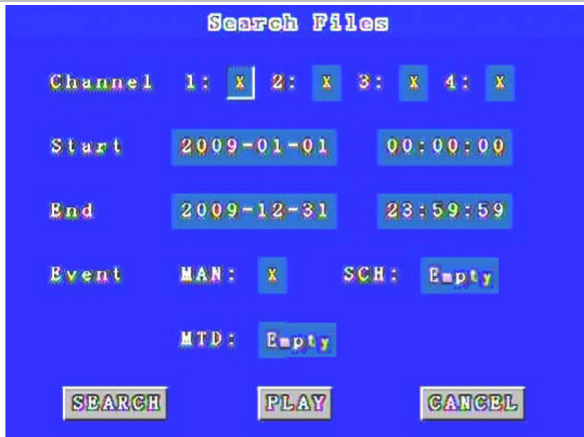 Search Files
Channel 1: X 2: X 3: X 4: X
Start 2009-01-01 00:00:00
End 2009-12-31 23:59:59
Event MAN: X SCH: Empty
MTD: Empty
SEARCH PLAY CANCEL